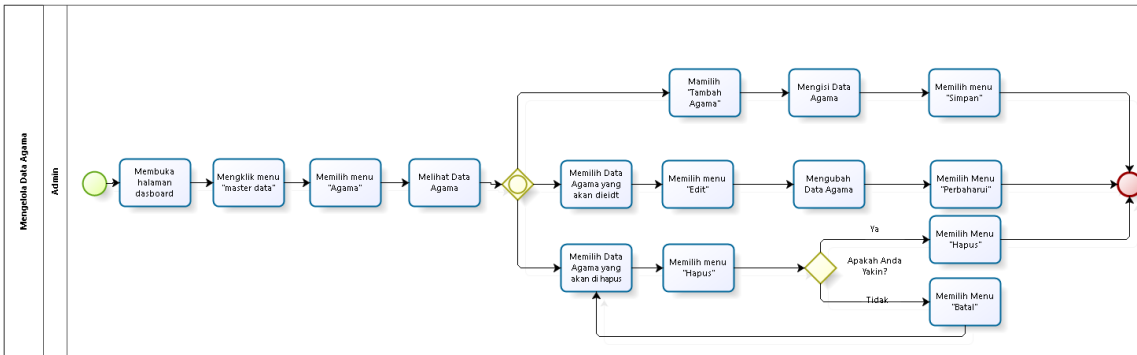 Mengelola Data Agama
Admin
Membuka
halaman
dasboard
Mengklik menu
"master data"
Memilih menu
"Agama"
Melihat Data
Agama
Mamilih
"Tambah
Agama"
Mengisi Data
Agama
Memilih menu
"Simpan"
Memilih Data
Agama yang
akan dieidt
Memilih menu
"Edit"
Mengubah
Data Agama
Memilih Menu
"Perbaharui"
Memilih Data
Agama yang
akan di hapus
Memilih menu
"Hapus"
Apakah Anda
Yakin?
Ya
Memilih Menu
"Hapus"
Tidak
Memilih Menu
"Batal"